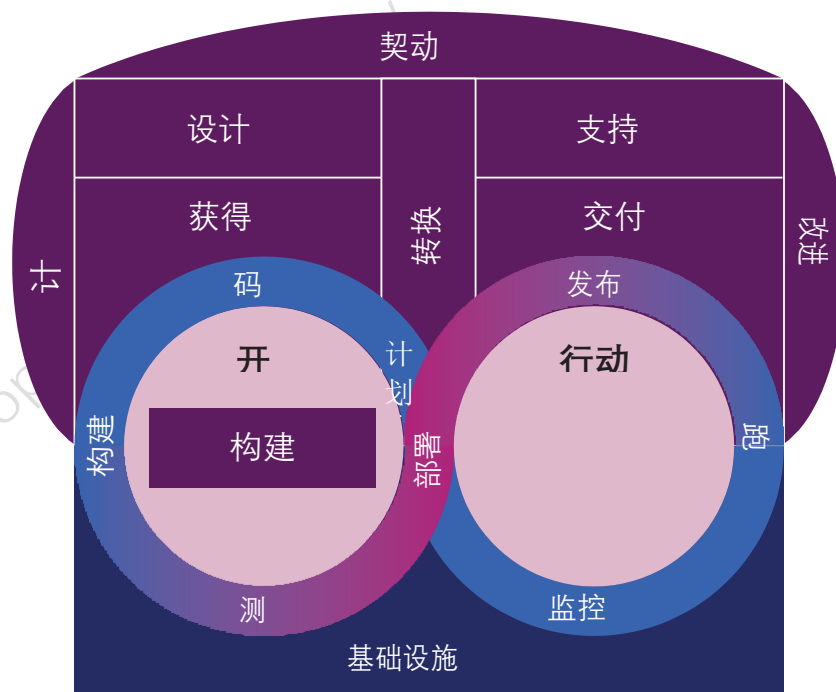 契动
设计
支持
获得
转换
交付
计
改进
码
发布
开
计划
行动
构建
构建
部署
跑
测
监控
基础设施